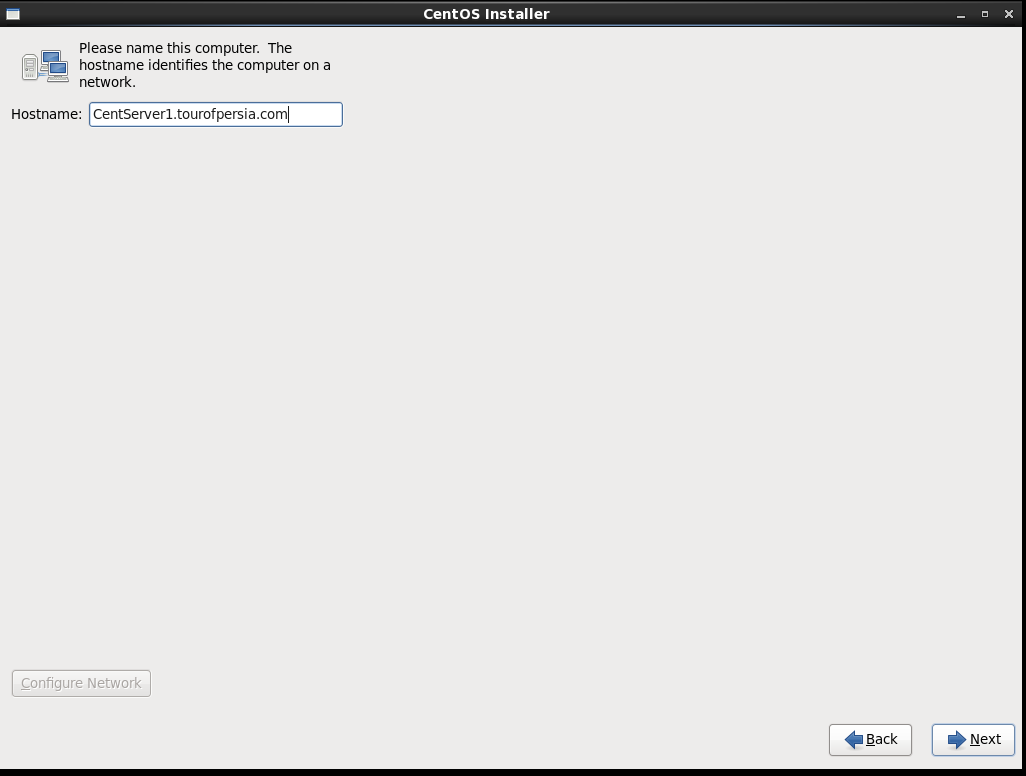 CentOS Installer
Please name this computer.  The
hostname identifies the computer on a
network.
Hostname: CentServer1.tourofpersia.com
Configure Network
Back Next